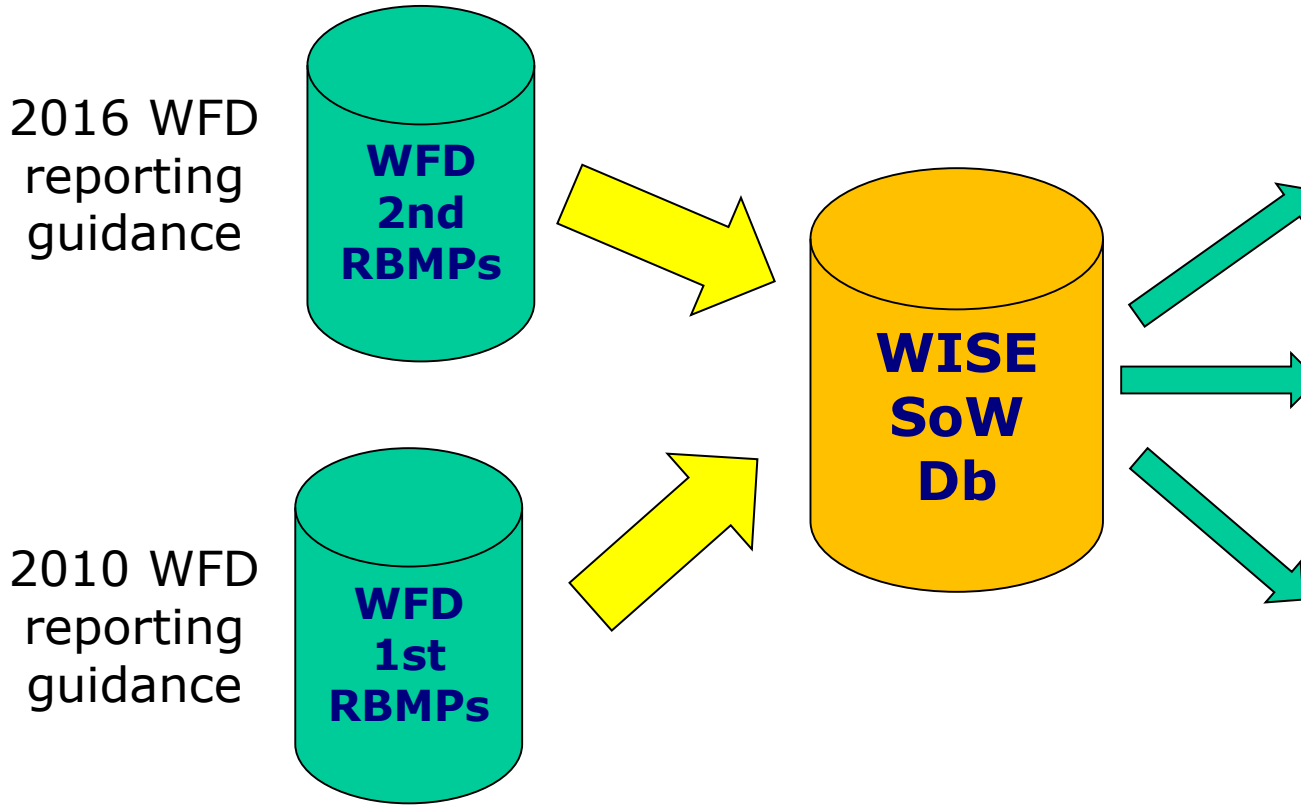 2016 WFD
reporting
guidance
WFD
2nd
RBMPs
WISE
SoW
Db
2010 WFD
reporting
guidance
WFD
1st
RBMPs